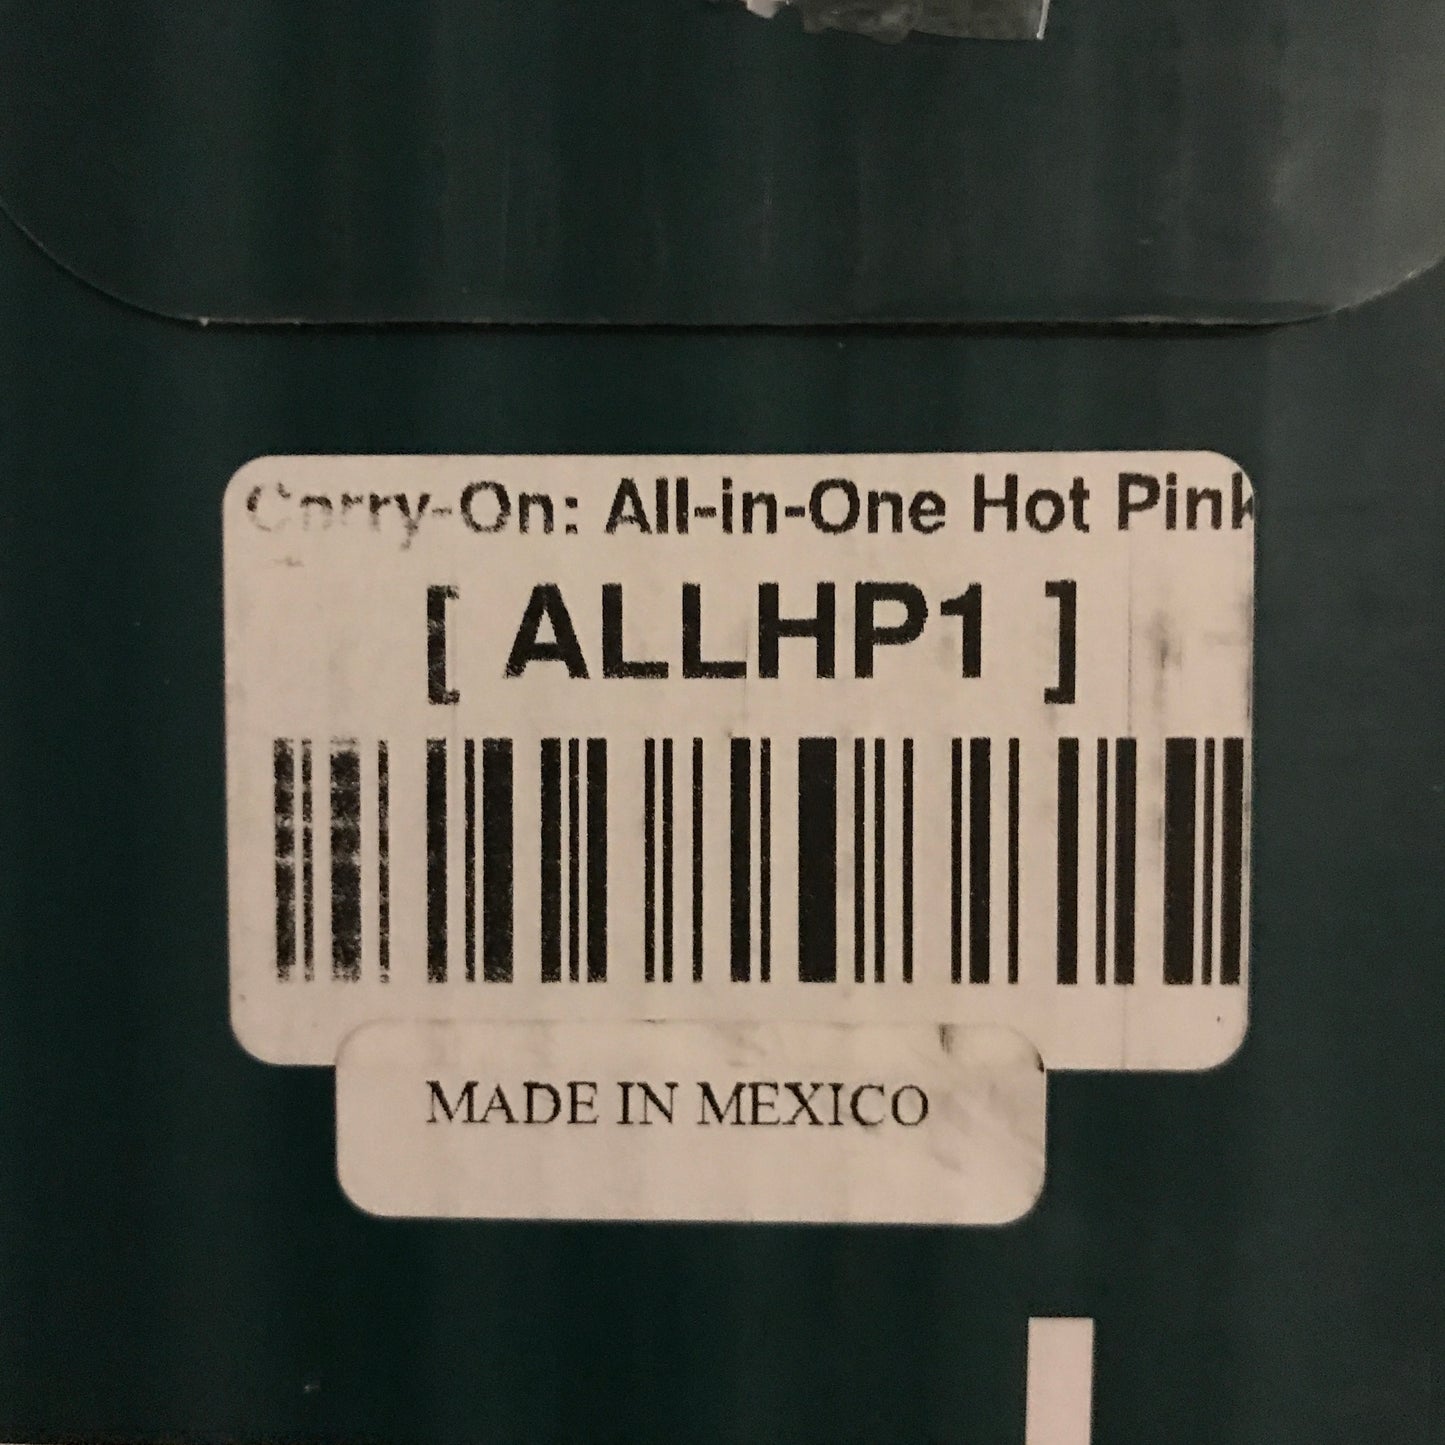 Carry-On: All-in-One Hot Pink
[ ALLHP1 ]
MADE IN MEXICO